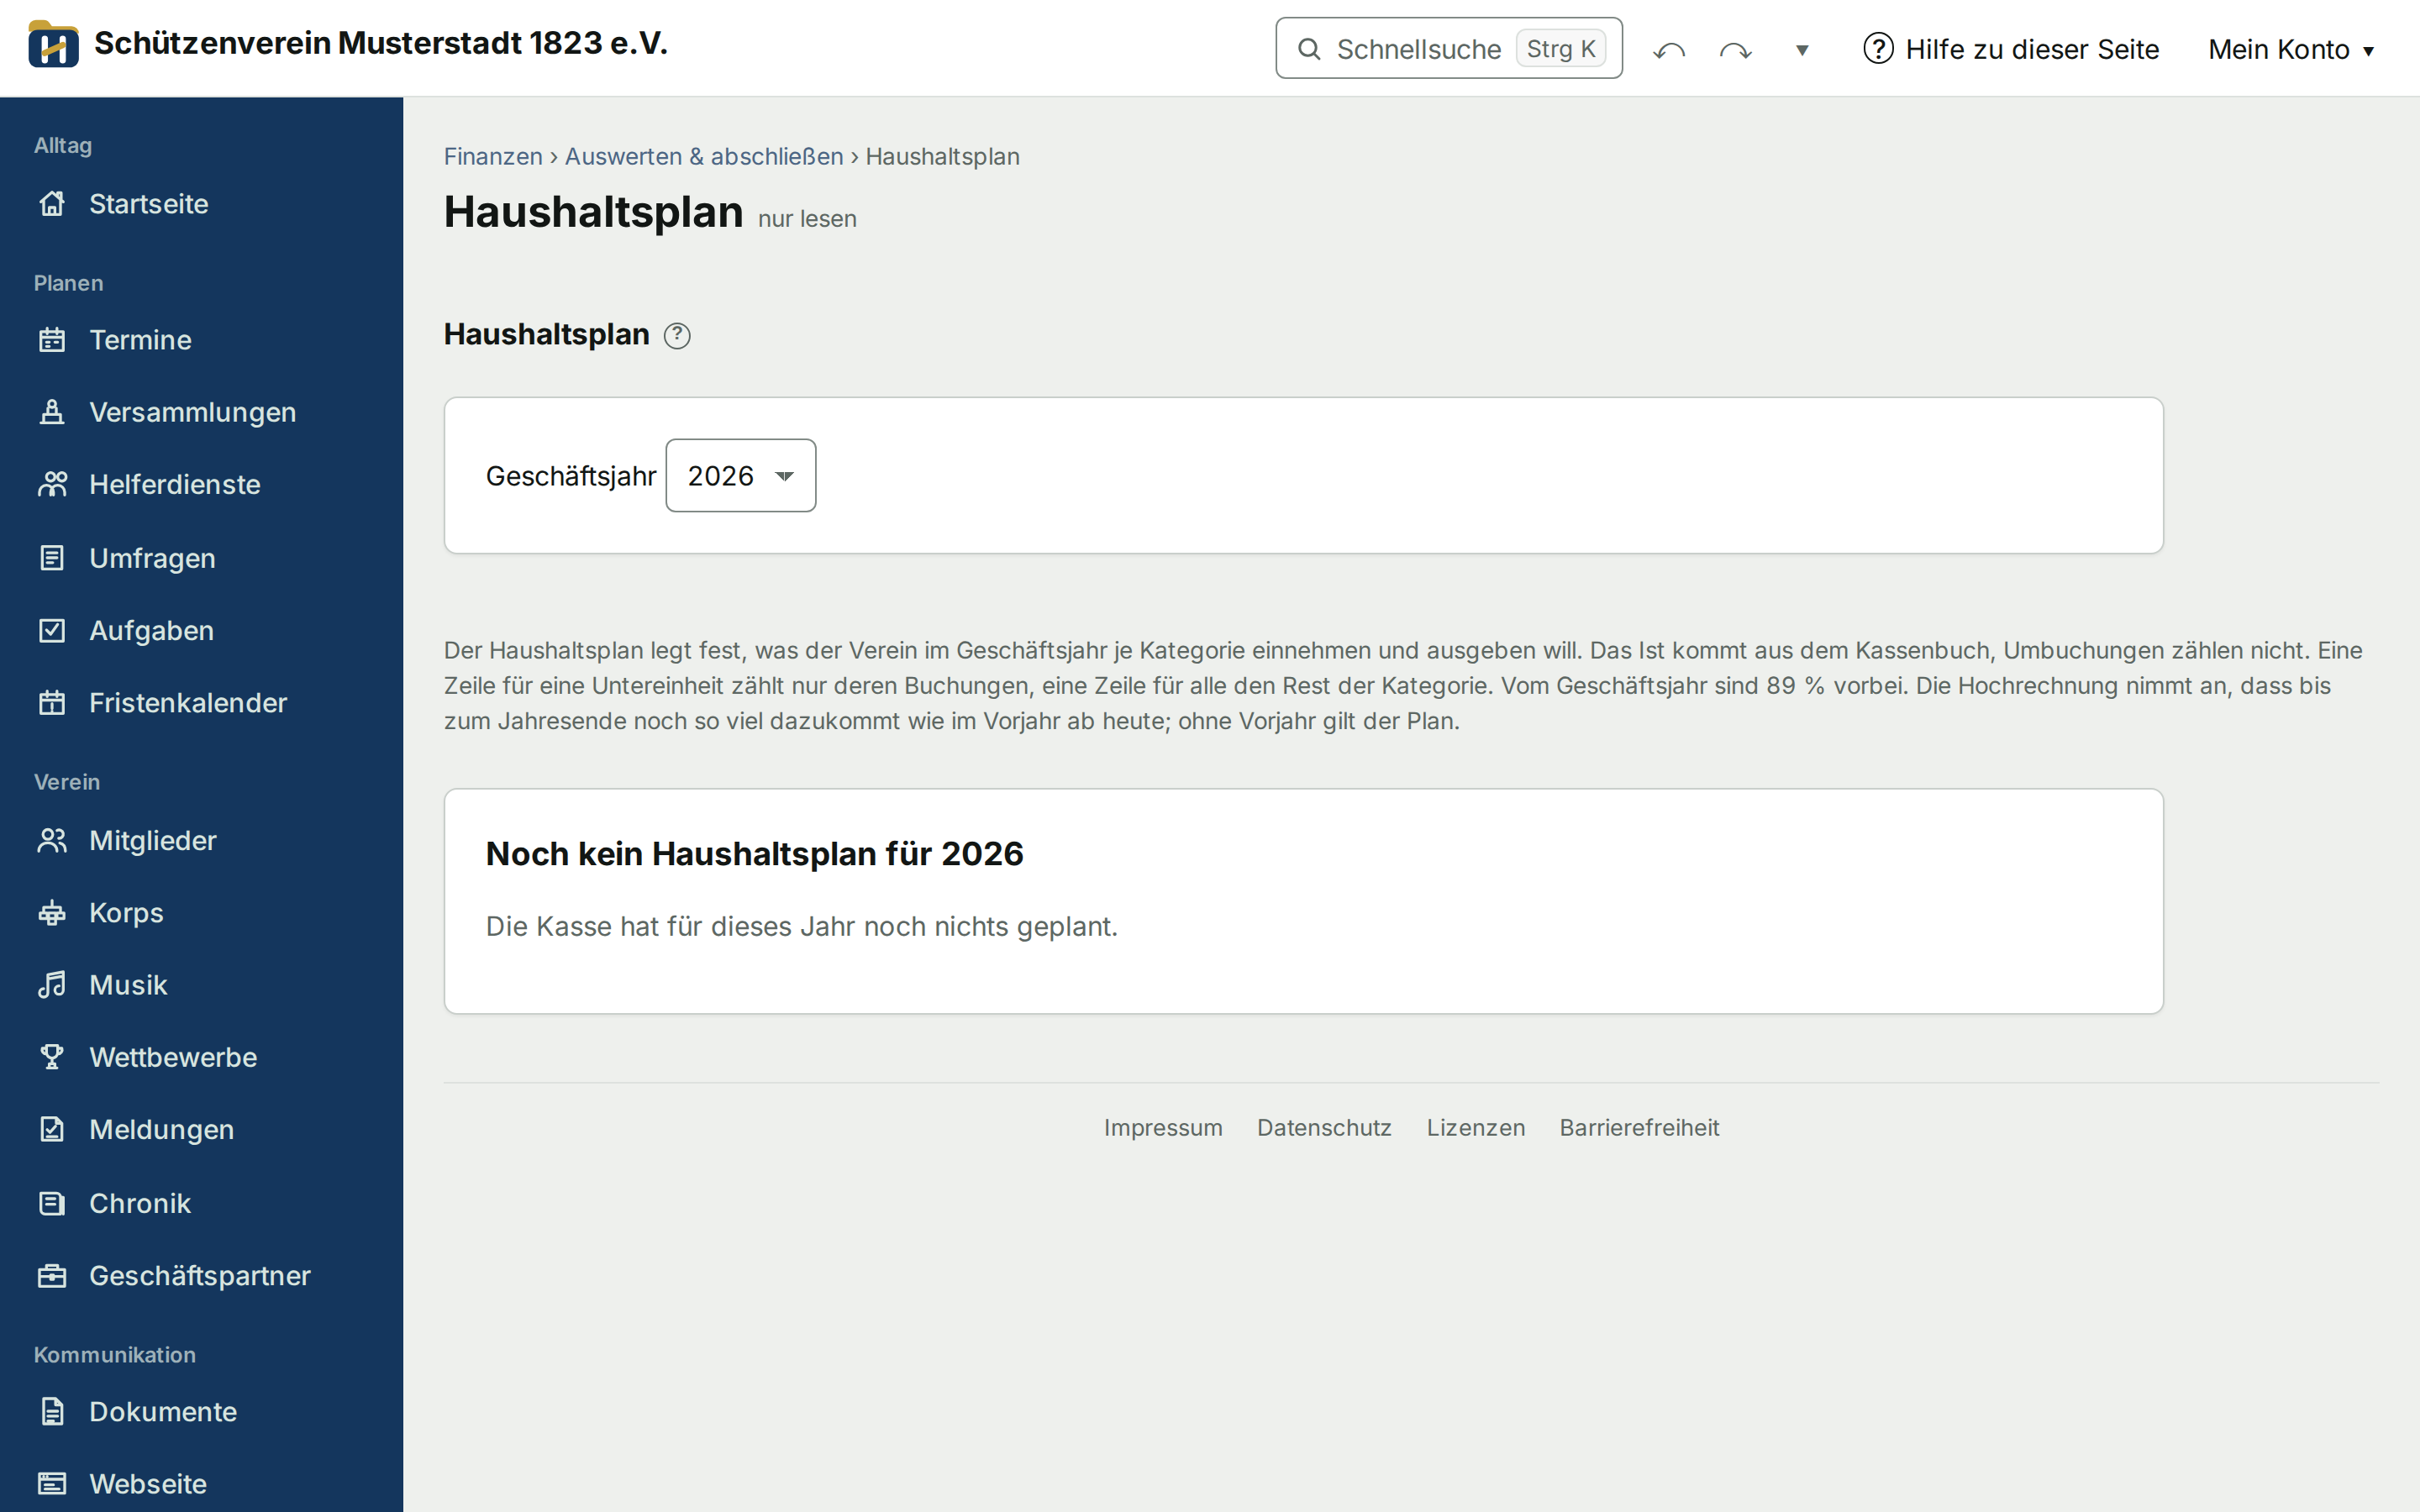 Schützenverein Musterstadt 1823 e.V.
Schnellsuche Strg K
Hilfe zu dieser Seite
Mein Konto
Alltag
Startseite
Planen
Termine
Versammlungen
Helferdienste
Umfragen
Aufgaben
Fristenkalender
Verein
Mitglieder
Korps
Musik
Wettbewerbe
Meldungen
Chronik
Geschäftspartner
Kommunikation
Dokumente
Webseite
Finanzen › Auswerten & abschließen › Haushaltsplan
Haushaltsplan nur lesen
Haushaltsplan ?
Geschäftsjahr 2026
Der Haushaltsplan legt fest, was der Verein im Geschäftsjahr je Kategorie einnehmen und ausgeben will. Das Ist kommt aus dem Kassenbuch, Umbuchungen zählen nicht. Eine
Zeile für eine Untereinheit zählt nur deren Buchungen, eine Zeile für alle den Rest der Kategorie. Vom Geschäftsjahr sind 89 % vorbei. Die Hochrechnung nimmt an, dass bis
zum Jahresende noch so viel dazukommt wie im Vorjahr ab heute; ohne Vorjahr gilt der Plan.
Noch kein Haushaltsplan für 2026
Die Kasse hat für dieses Jahr noch nichts geplant.
Impressum Datenschutz Lizenzen Barrierefreiheit